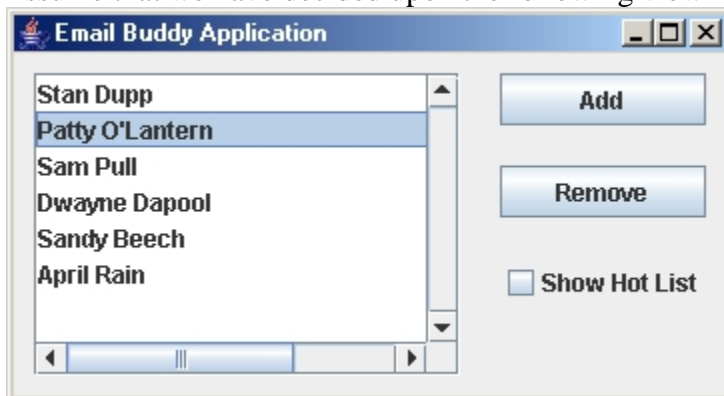 Email Buddy Application
Stan Dupp
Patty O'Lantern
Sam Pull
Dwayne Dapool
Sandy Beech
April Rain
Add
Remove
Show Hot List